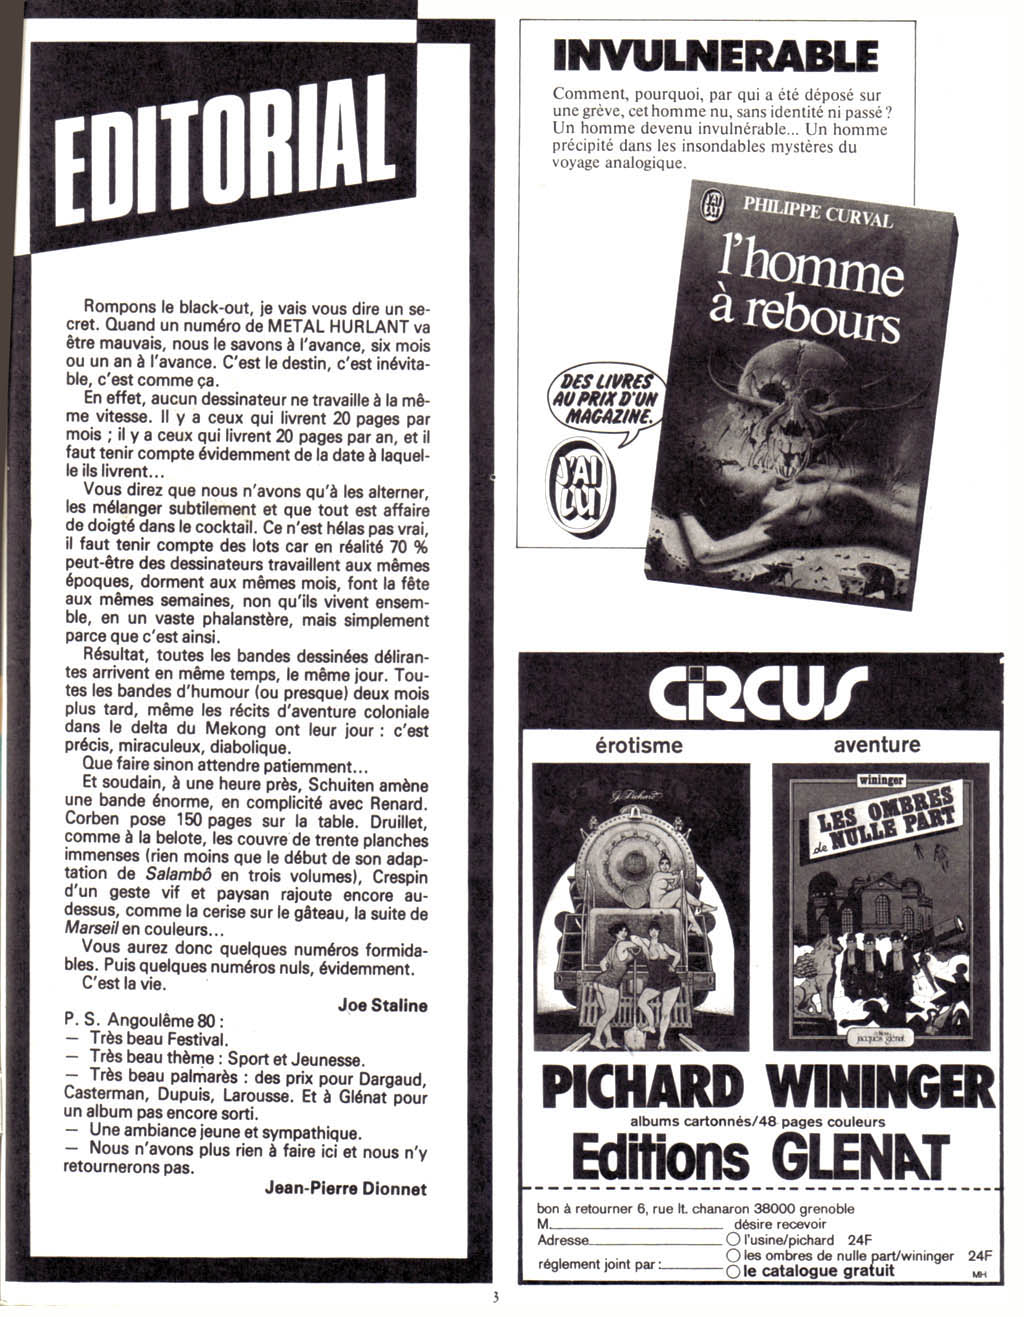 EDITORIAL
Rompons le black-out, je vais vous dire un se-
cret. Quand un numéro de METAL HURLANT va
être mauvais, nous le savons à l'avance, six mois
ou un an à l'avance. C'est le destin, c'est inévita-
ble, c'est comme ça.
En effet, aucun dessinateur ne travaille à la mê-
me vitesse. Il y a ceux qui livrent 20 pages par
mois ; il y a ceux qui livrent 20 pages par an, et il
faut tenir compte évidemment de la date à laquel-
le ils livrent...
Vous direz que nous n'avons qu'à les alterner,
les mélanger subtilement et que tout est affaire
de doigté dans le cocktail. Ce n'est hélas pas vrai,
il faut tenir compte des lots car en réalité 70 %
peut-être des dessinateurs travaillent aux mêmes
époques, dorment aux mêmes mois, font la fête
aux mêmes semaines, non qu'ils vivent ensem-
ble, en un vaste phalanstère, mais simplement
parce que c'est ainsi.
Résultat, toutes les bandes dessinées déliran-
tes arrivent en même temps, le même jour. Tou-
tes les bandes d'humour (ou presque) deux mois
plus tard, même les récits d'aventure coloniale
dans le delta du Mekong ont leur jour : c'est
précis, miraculeux, diabolique.
Que faire sinon attendre patiemment...
Et soudain, à une heure près, Schuiten amène
une bande énorme, en complicité avec Renard.
Corben pose 150 pages sur la table. Druillet,
comme à la belote, les couvre de trente planches
immenses (rien moins que le début de son adap-
tation de Salambô en trois volumes), Crespin
d'un geste vif et paysan rajoute encore au-
dessus, comme la cerise sur le gâteau, la suite de
Marseil en couleurs...
Vous aurez donc quelques numéros formida-
bles. Puis quelques numéros nuls, évidemment.
C'est la vie.
Joe Staline
P. S. Angoulême 80 :
— Très beau Festival.
— Très beau thème : Sport et Jeunesse.
— Très beau palmarès : des prix pour Dargaud,
Casterman, Dupuis, Larousse. Et à Glénat pour
un album pas encore sorti.
— Une ambiance jeune et sympathique.
— Nous n'avons plus rien à faire ici et nous n'y
retournerons pas.
Jean-Pierre Dionnet
INVULNERABLE
Comment, pourquoi, par qui a été déposé sur
une grève, cet homme nu, sans identité ni passé ?
Un homme devenu invulnérable... Un homme
précipité dans les insondables mystères du
voyage analogique.
J'AI
LU
PHILIPPE CURVAL
l'homme
à rebours
DES LIVRES
AU PRIX D'UN
MAGAZINE.
J'AI
LU
CIRCUS
érotisme
aventure
G. Pichard
wininger
LES OMBRES
de NULLE PART
jacques glénat
PICHARD WININGER
albums cartonnés/48 pages couleurs
Editions GLENAT
bon à retourner 6, rue lt. chanaron 38000 grenoble
M. désire recevoir
Adresse l'usine/pichard 24F
les ombres de nulle part/wininger 24F
réglement joint par :
le catalogue gratuit
MH
3